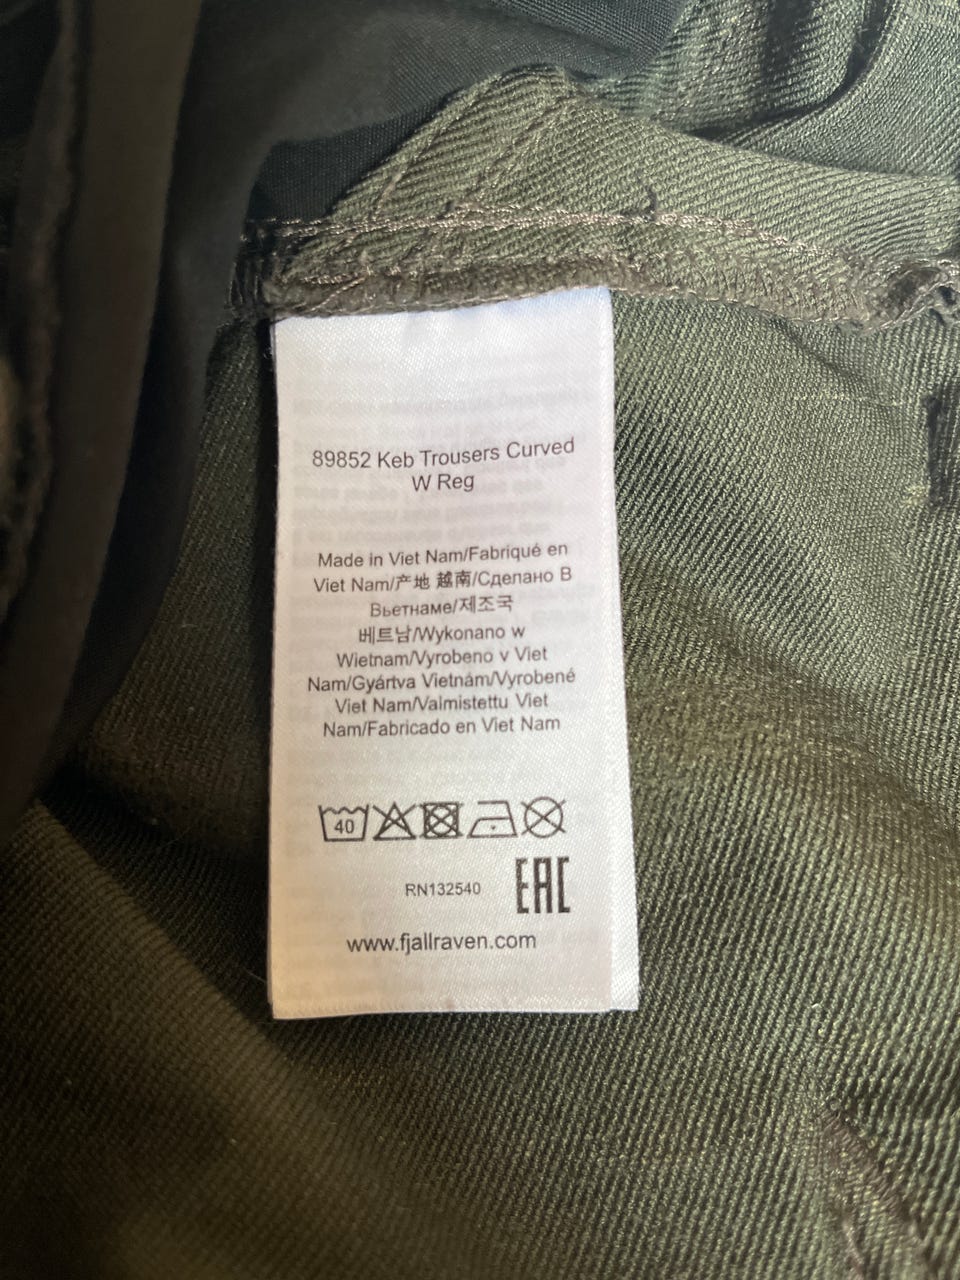 89852 Keb Trousers Curved
W Reg
Made in Viet Nam/Fabriqué en
Viet Nam/产地 越南/Сделано В
Вьетнаме/제조국
베트남/Wykonano w
Wietnam/Vyrobeno v Viet
Nam/Gyártva Vietnám/Vyrobené
Viet Nam/Valmistettu Viet
Nam/Fabricado en Viet Nam
40
RN132540 EAC
www.fjallraven.com